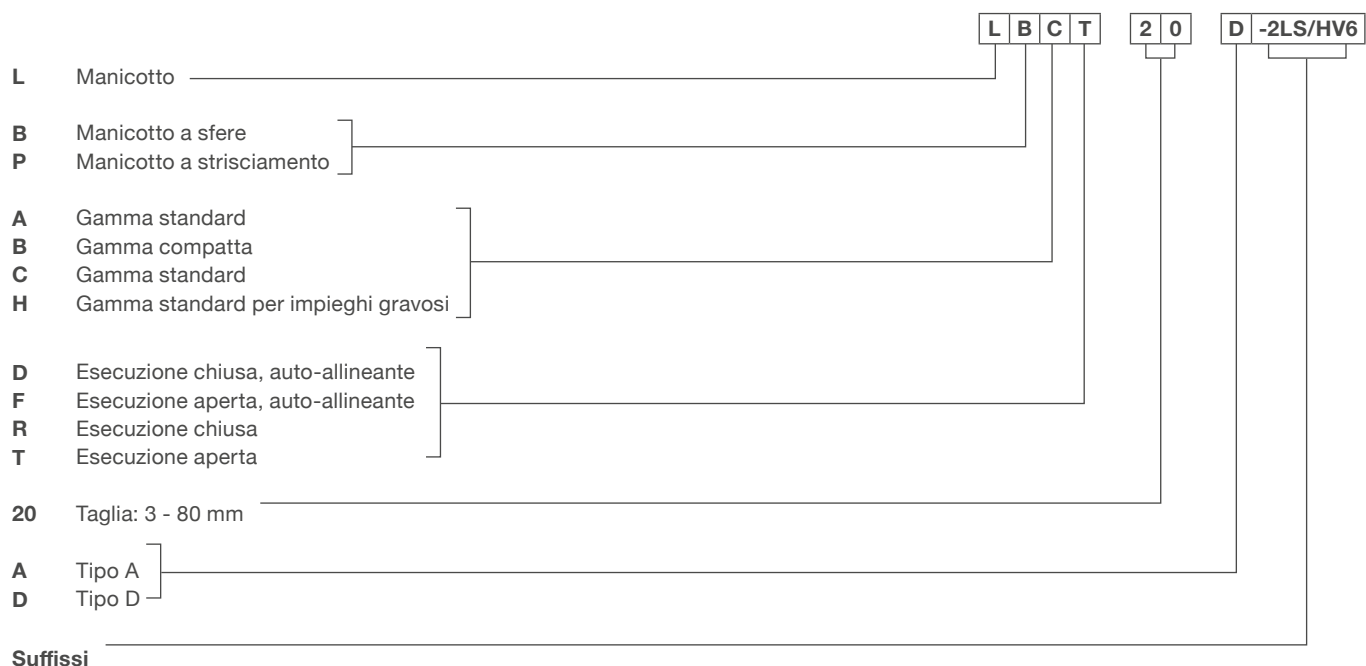 L B C T 2 0 D -2LS/HV6
L Manicotto
B Manicotto a sfere
P Manicotto a strisciamento
A Gamma standard
B Gamma compatta
C Gamma standard
H Gamma standard per impieghi gravosi
D Esecuzione chiusa, auto-allineante
F Esecuzione aperta, auto-allineante
R Esecuzione chiusa
T Esecuzione aperta
20 Taglia: 3 - 80 mm
A Tipo A
D Tipo D
Suffissi